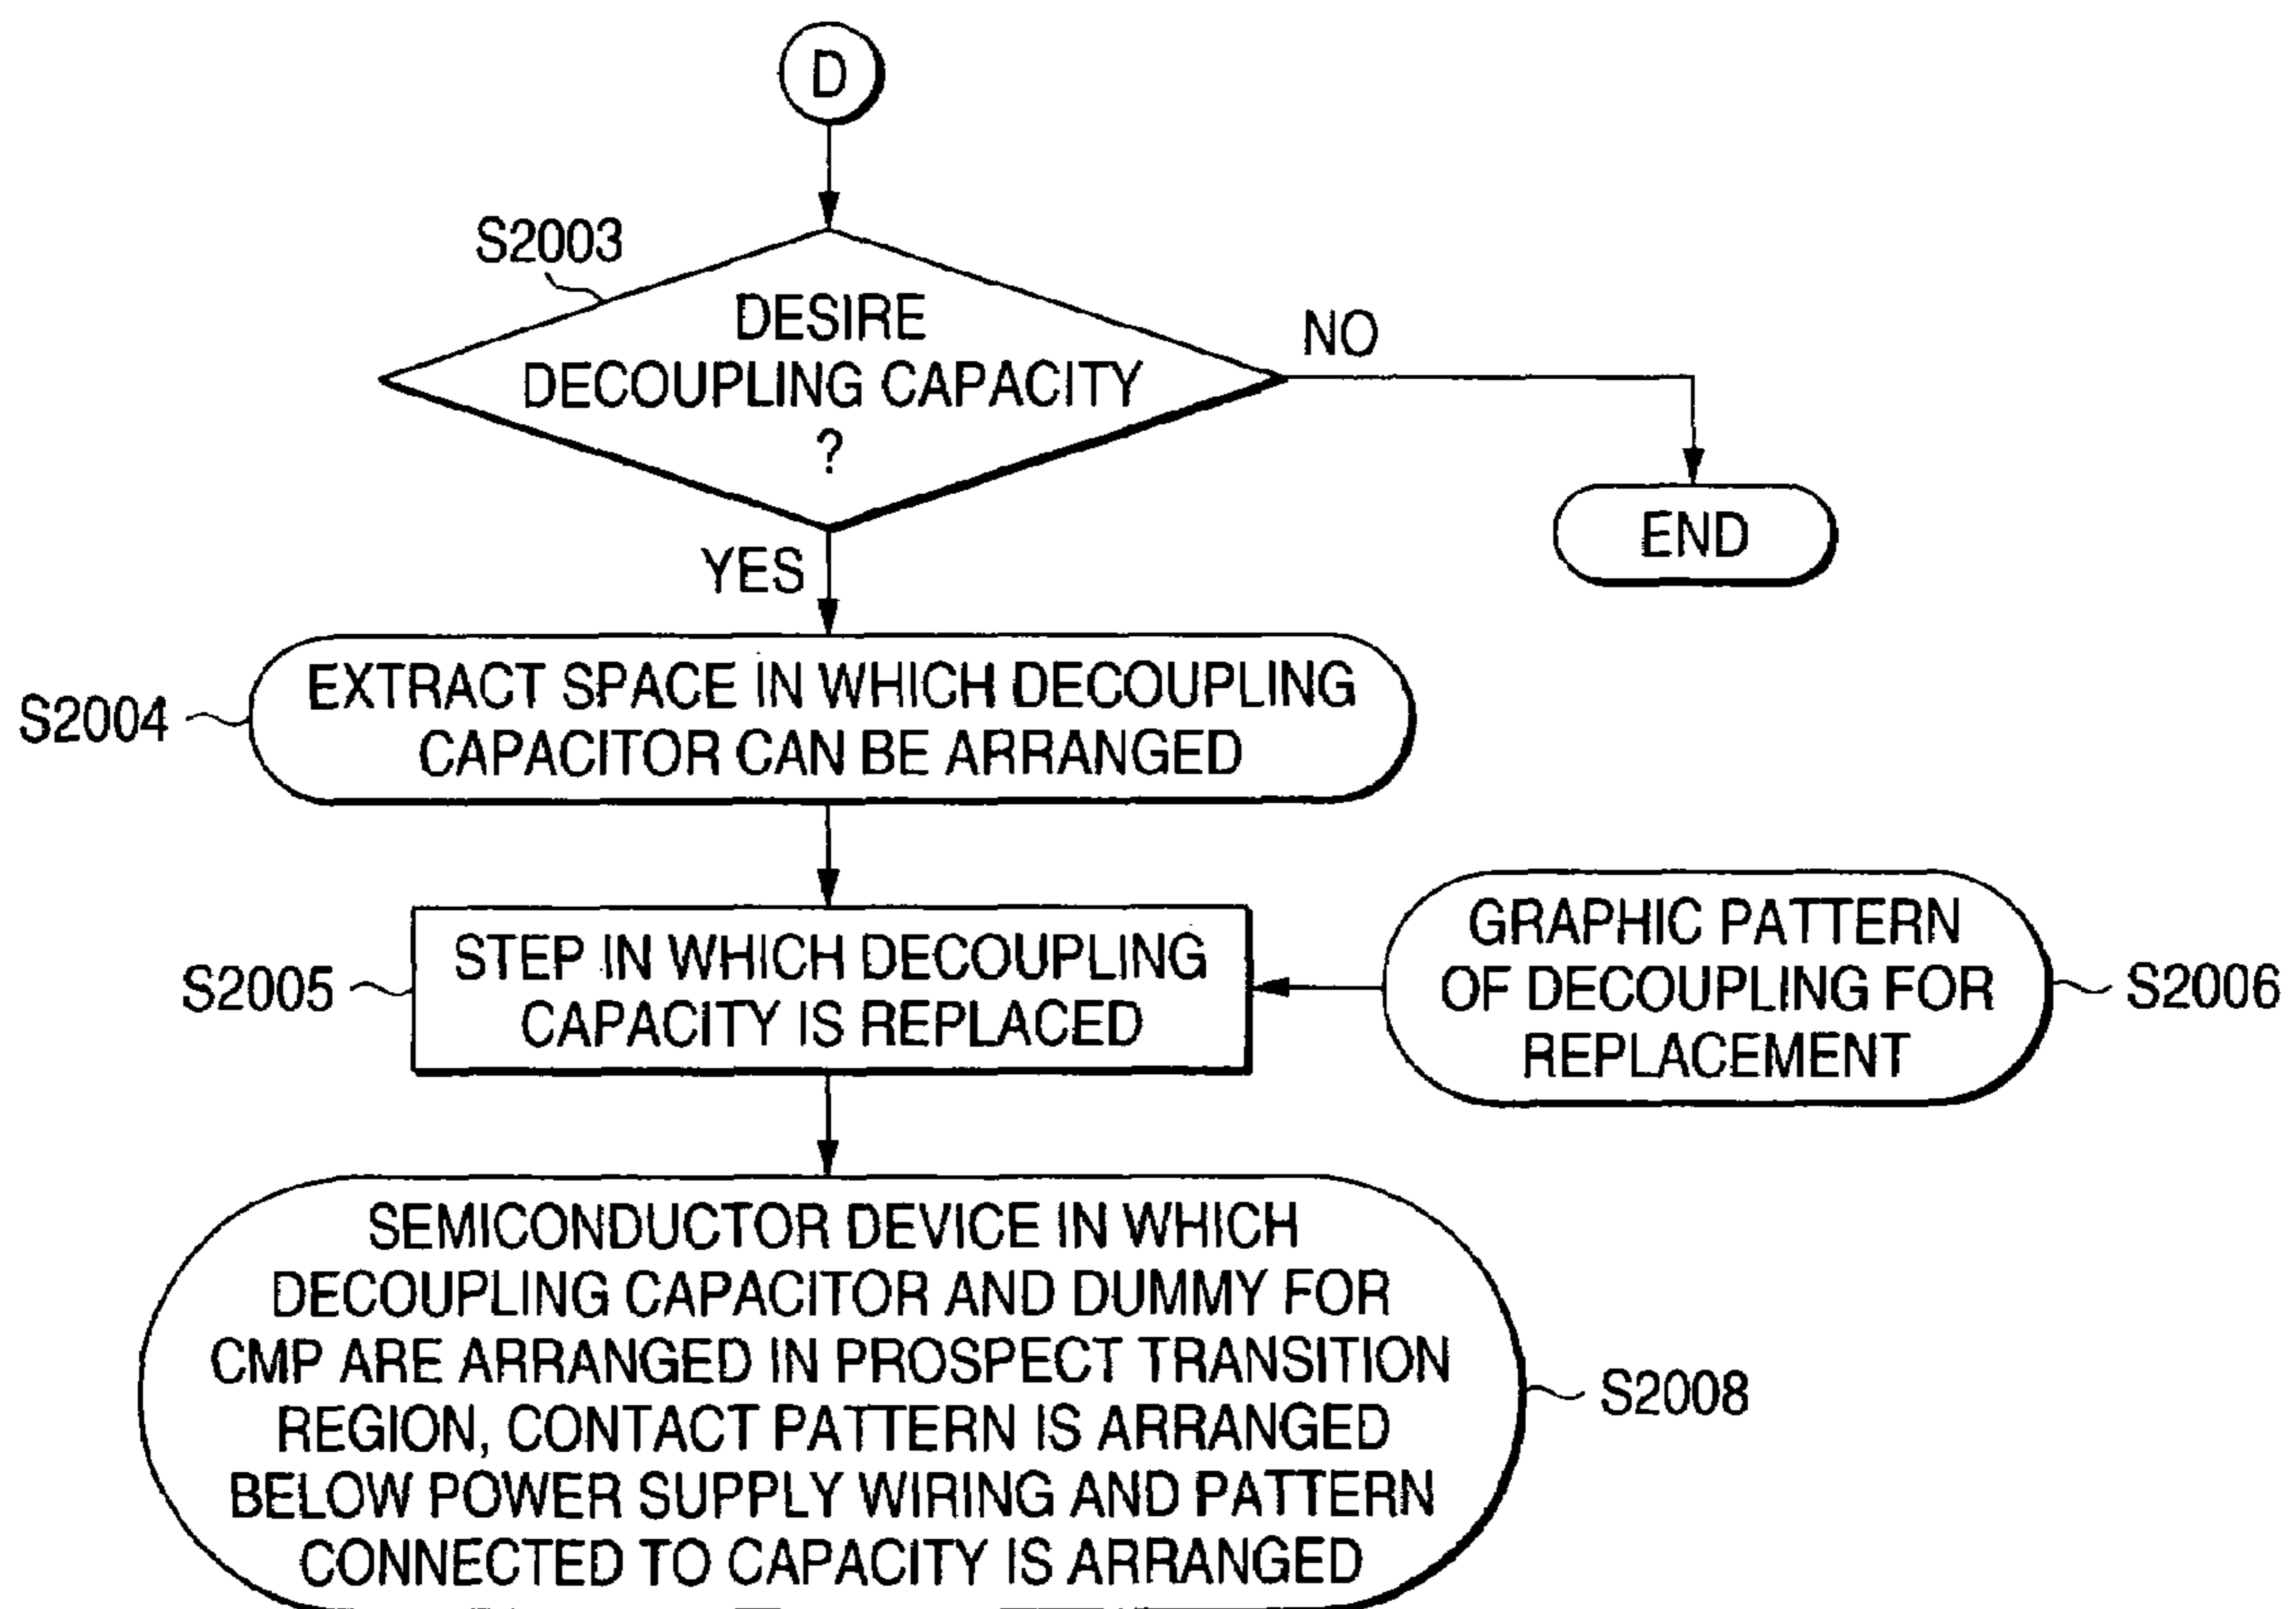 D
S2003
DESIRE
DECOUPLING CAPACITY
?
NO
END
YES
S2004
EXTRACT SPACE IN WHICH DECOUPLING
CAPACITOR CAN BE ARRANGED
S2005
STEP IN WHICH DECOUPLING
CAPACITY IS REPLACED
GRAPHIC PATTERN
OF DECOUPLING FOR
REPLACEMENT
S2006
SEMICONDUCTOR DEVICE IN WHICH
DECOUPLING CAPACITOR AND DUMMY FOR
CMP ARE ARRANGED IN PROSPECT TRANSITION
REGION, CONTACT PATTERN IS ARRANGED
BELOW POWER SUPPLY WIRING AND PATTERN
CONNECTED TO CAPACITY IS ARRANGED
S2008